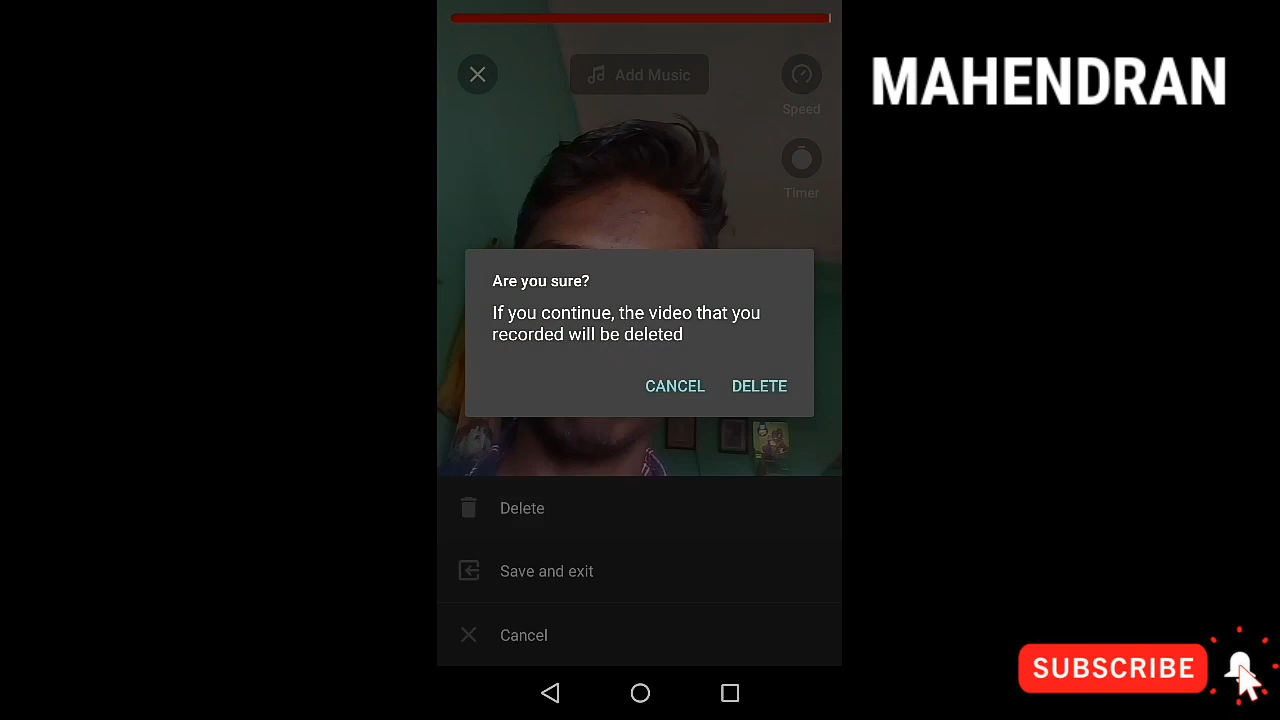 MAHENDRAN
Add Music
Speed
Timer
Are you sure?
If you continue, the video that you
recorded will be deleted
CANCEL DELETE
Delete
Save and exit
Cancel
SUBSCRIBE